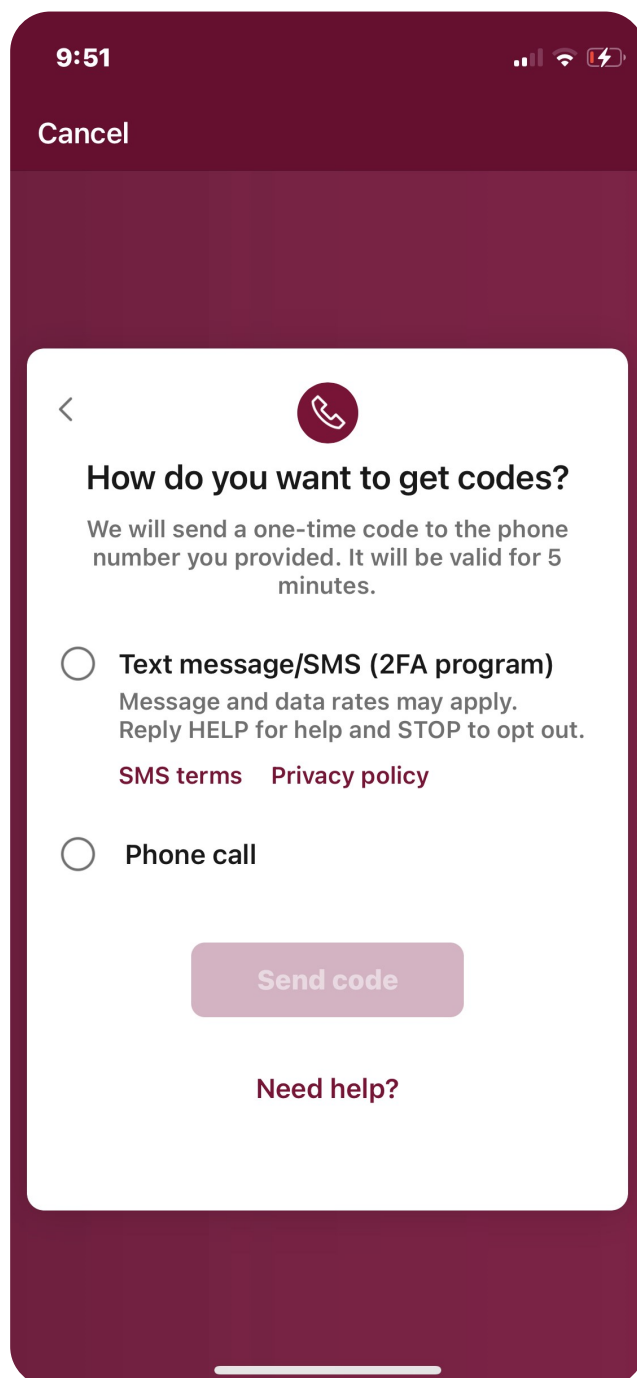 9:51
Cancel
How do you want to get codes?
We will send a one-time code to the phone
number you provided. It will be valid for 5
minutes.
Text message/SMS (2FA program)
Message and data rates may apply.
Reply HELP for help and STOP to opt out.
SMS terms Privacy policy
Phone call
Send code
Need help?